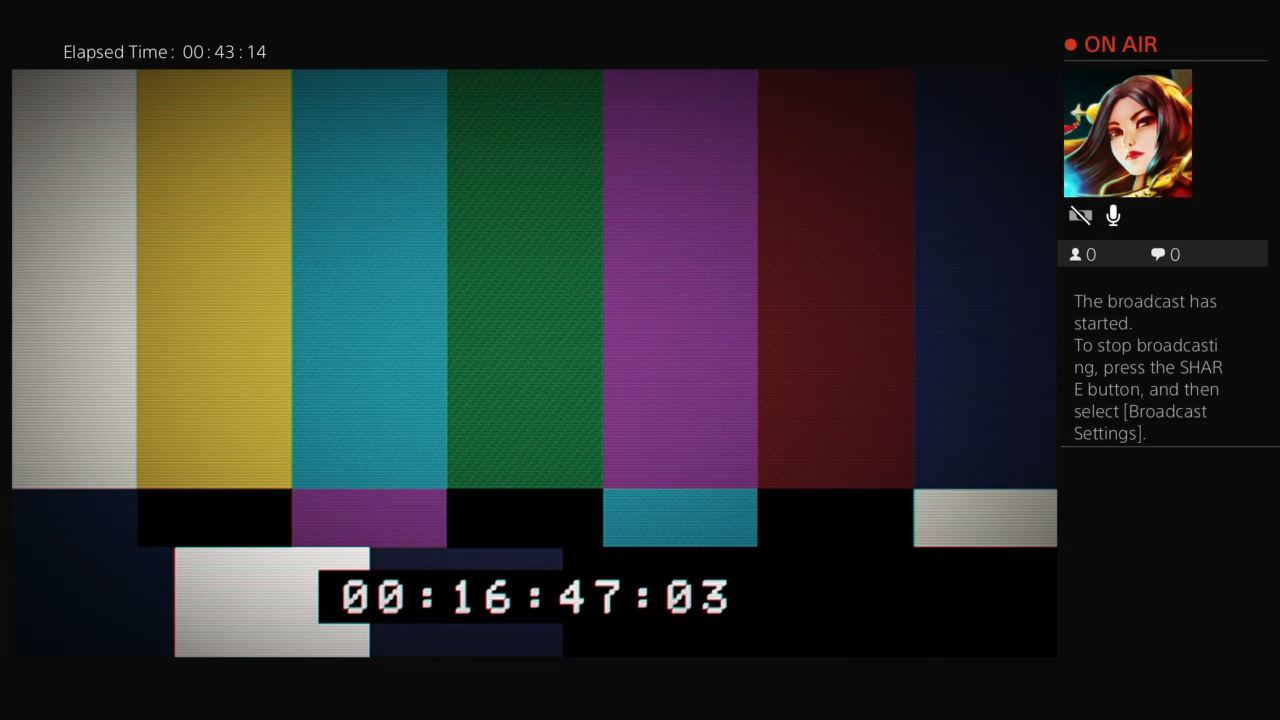 Elapsed Time: 00:43:14
ON AIR
0 0
The broadcast has
started.
To stop broadcasti
ng, press the SHAR
E button, and then
select [Broadcast
Settings].
00:16:47:03